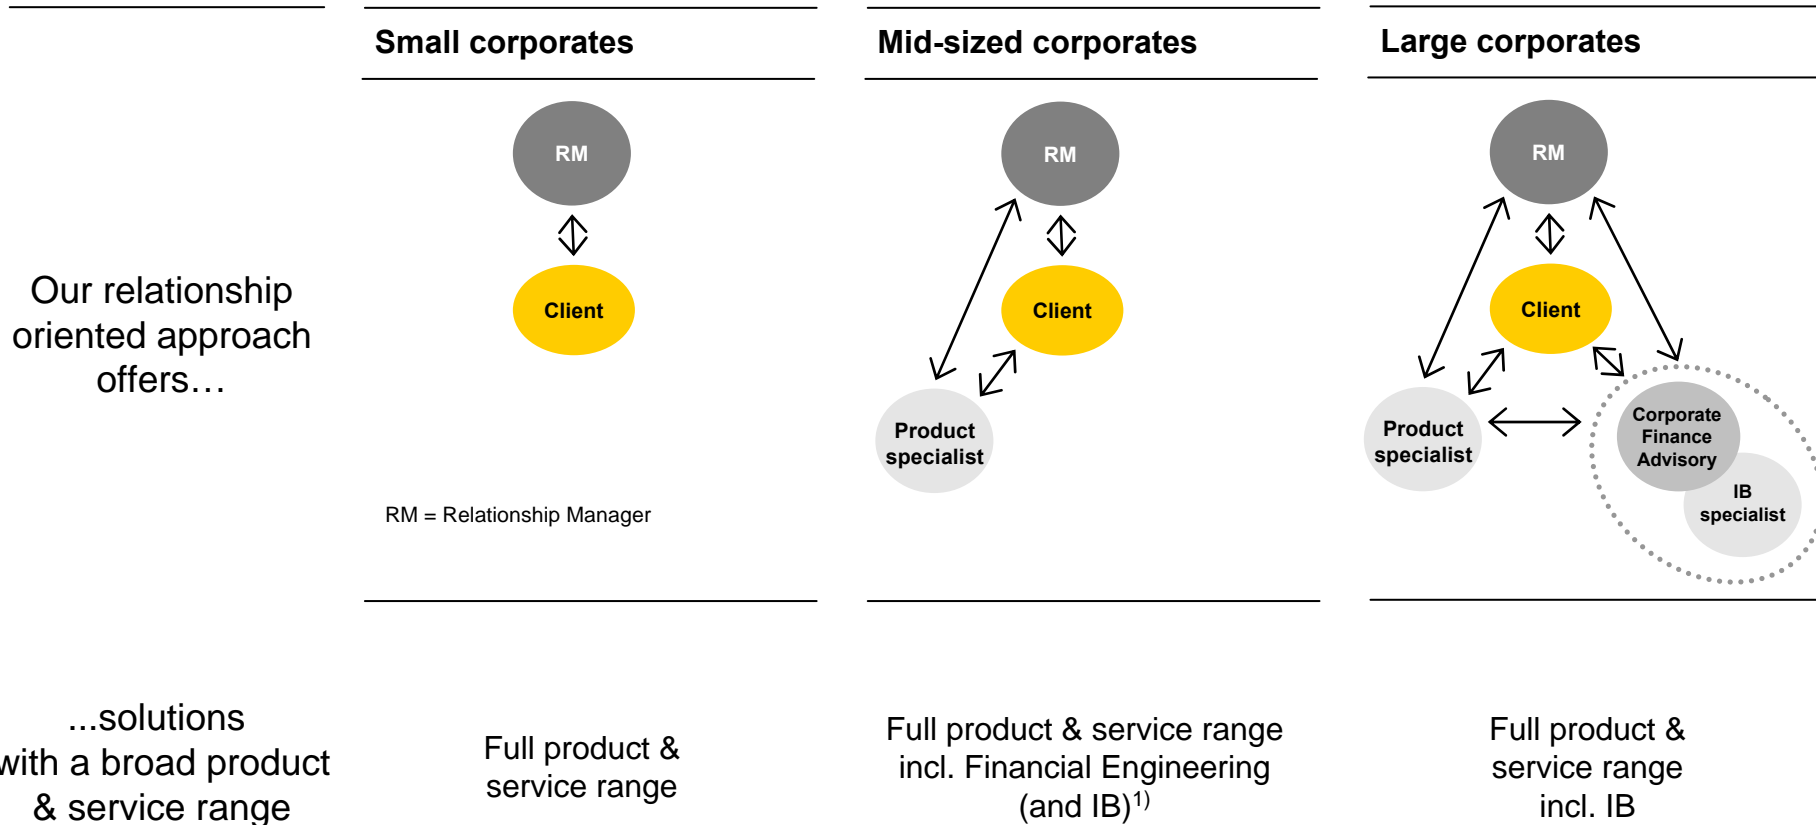 Small corporates
Mid-sized corporates
Large corporates
Our relationship
oriented approach
offers…
RM
Client
RM = Relationship Manager
RM
Client
Product
specialist
RM
Client
Product
specialist
Corporate
Finance
Advisory
IB
specialist
...solutions
with a broad product
& service range
Full product &
service range
Full product & service range
incl. Financial Engineering
(and IB)1)
Full product &
service range
incl. IB